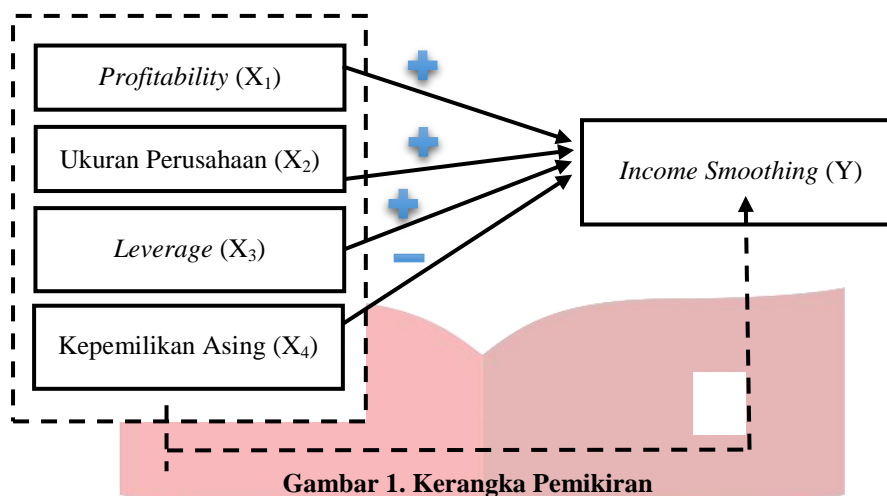 Profitability (X₁)
Ukuran Perusahaan (X₂)
Leverage (X₃)
Kepemilikan Asing (X₄)
Income Smoothing (Y)
Gambar 1. Kerangka Pemikiran